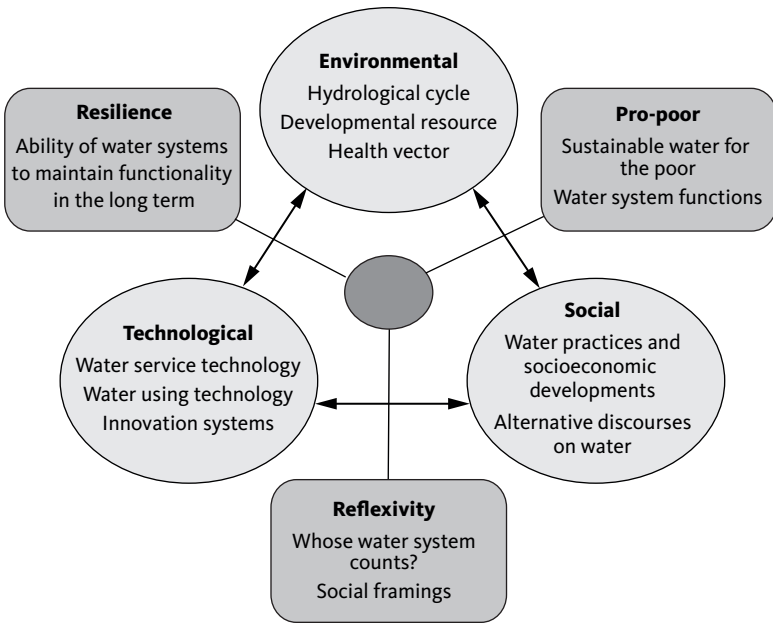 Environmental
Hydrological cycle
Developmental resource
Health vector
Resilience
Ability of water systems
to maintain functionality
in the long term
Pro-poor
Sustainable water for
the poor
Water system functions
Technological
Water service technology
Water using technology
Innovation systems
Social
Water practices and
socioeconomic
developments
Alternative discourses
on water
Reflexivity
Whose water system
counts?
Social framings